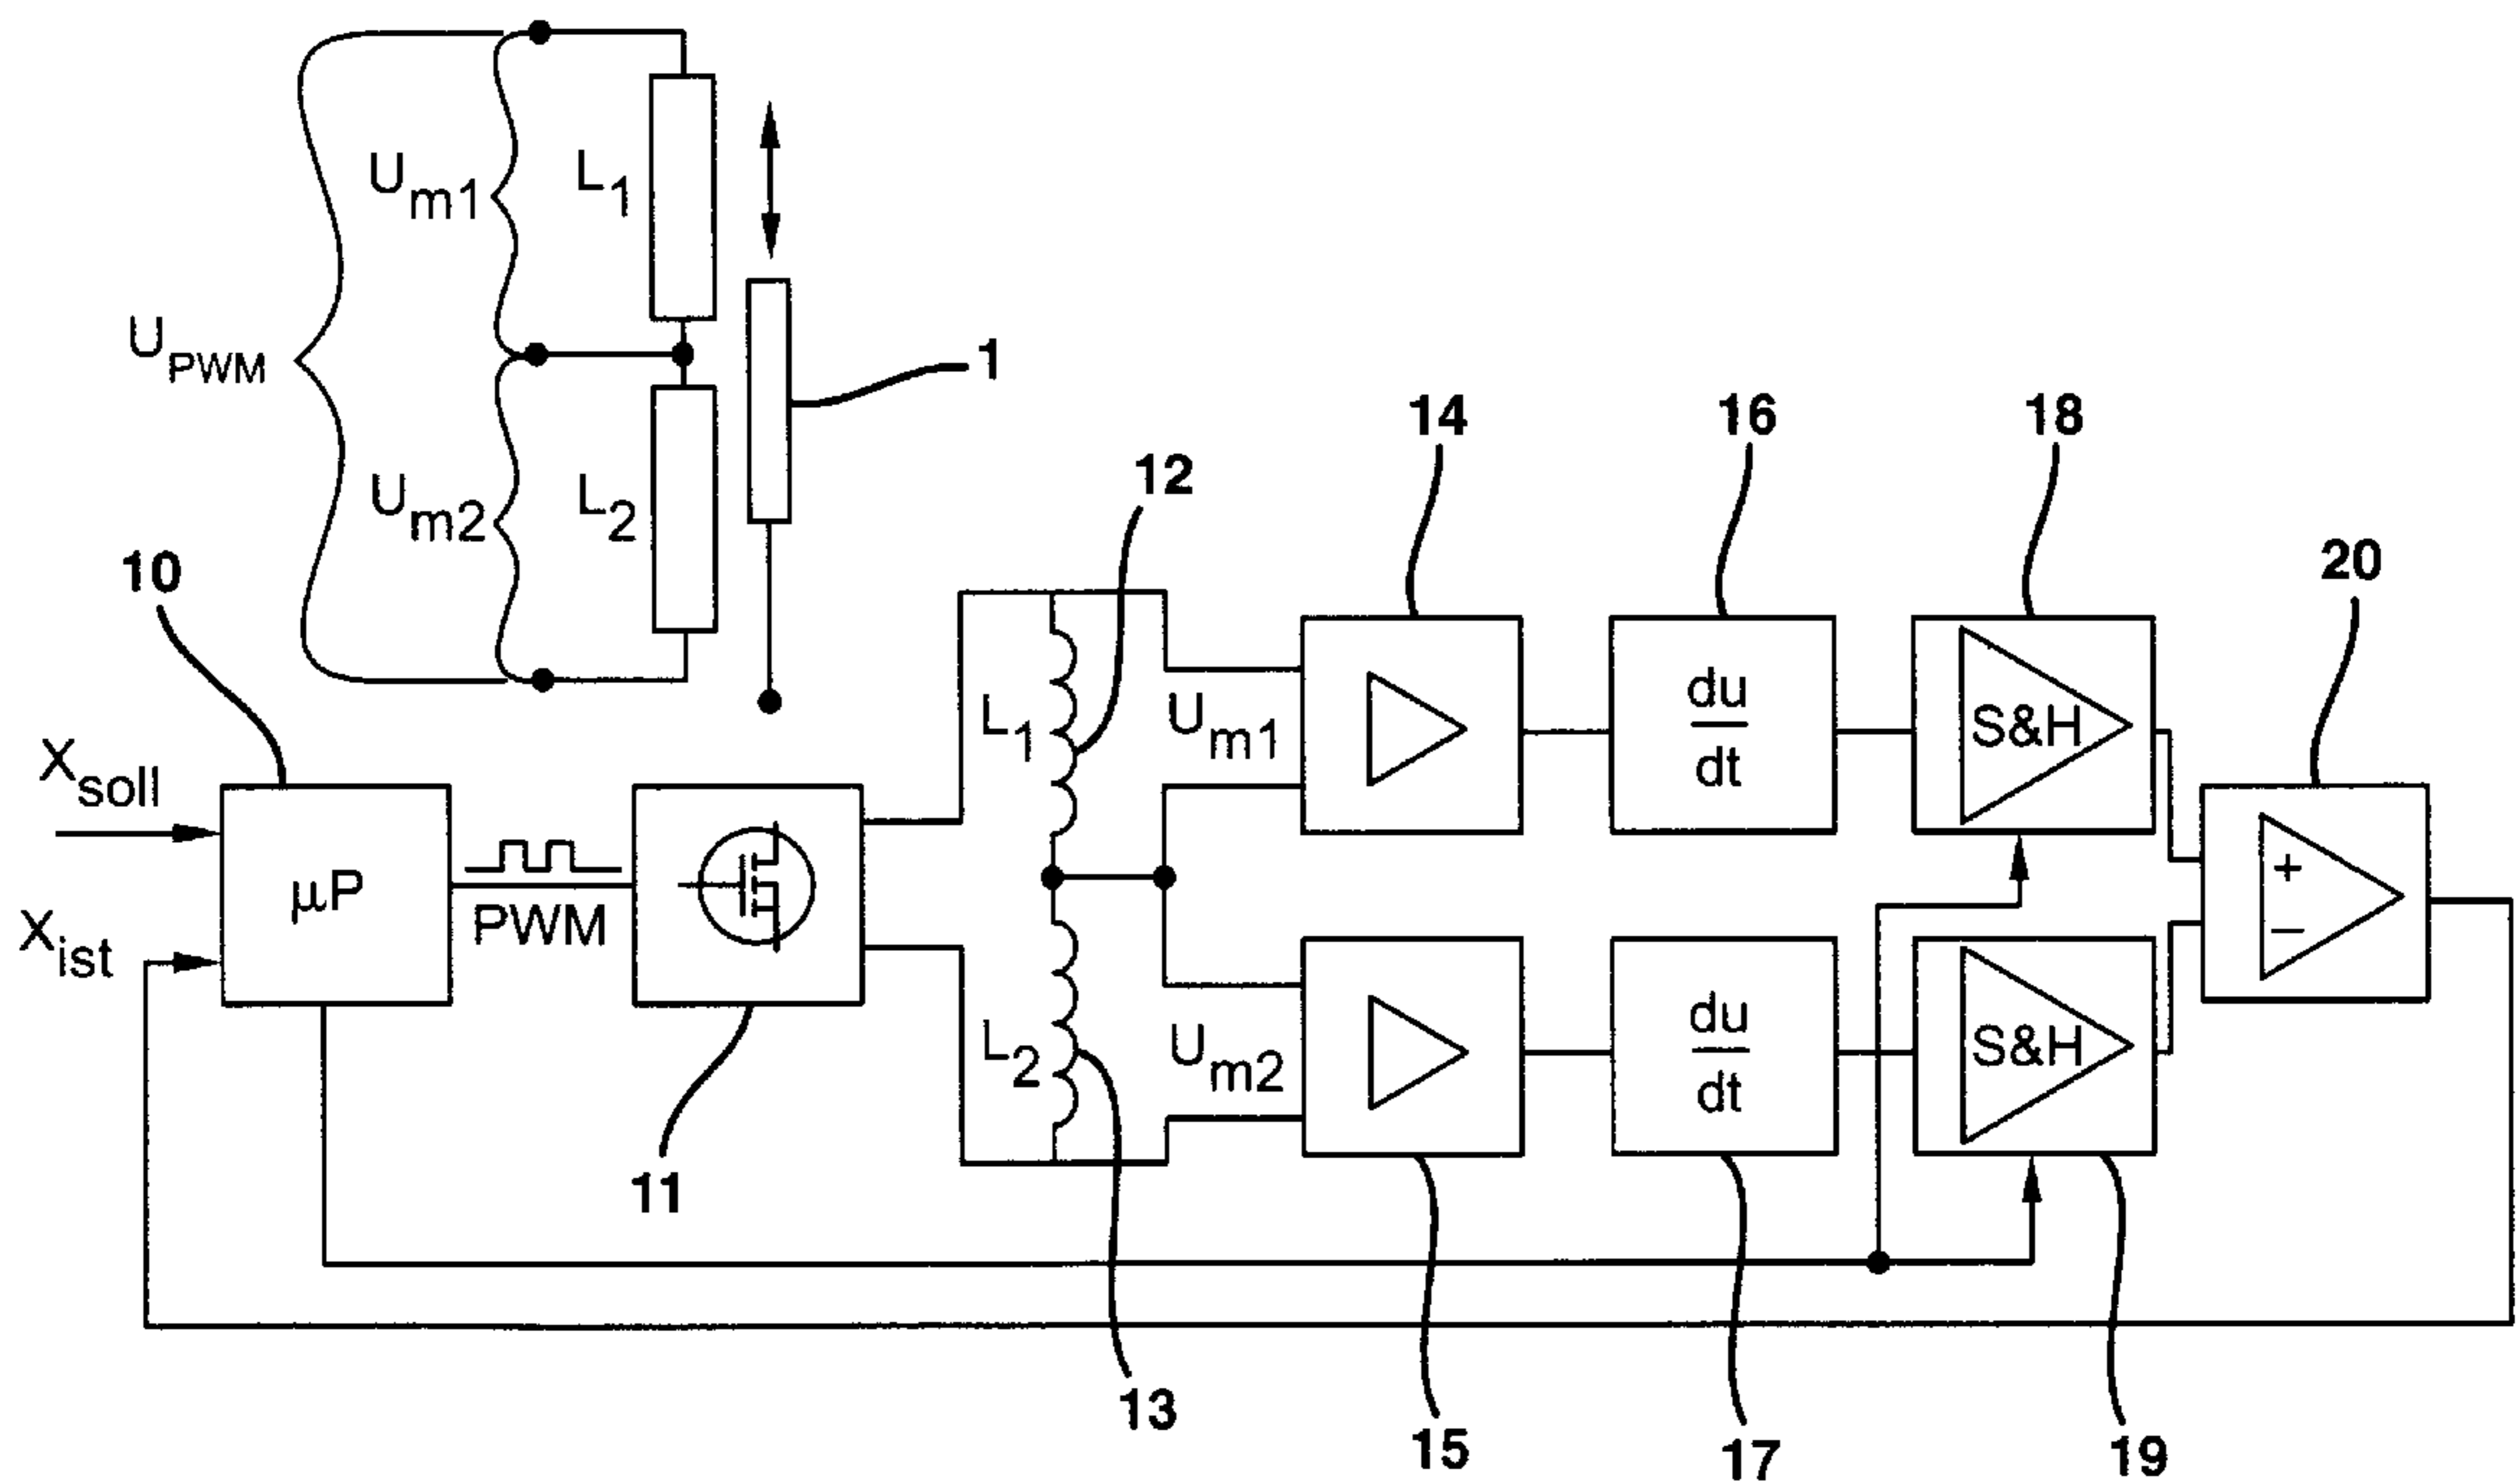 U_m1
L_1
U_PWM
1
U_m2
L_2
14
16
18
12
10
20
X_soll
L_1
U_m1
du
dt
S&H
μP
PWM
+
−
X_ist
L_2
U_m2
du
dt
S&H
11
13
15
17
19